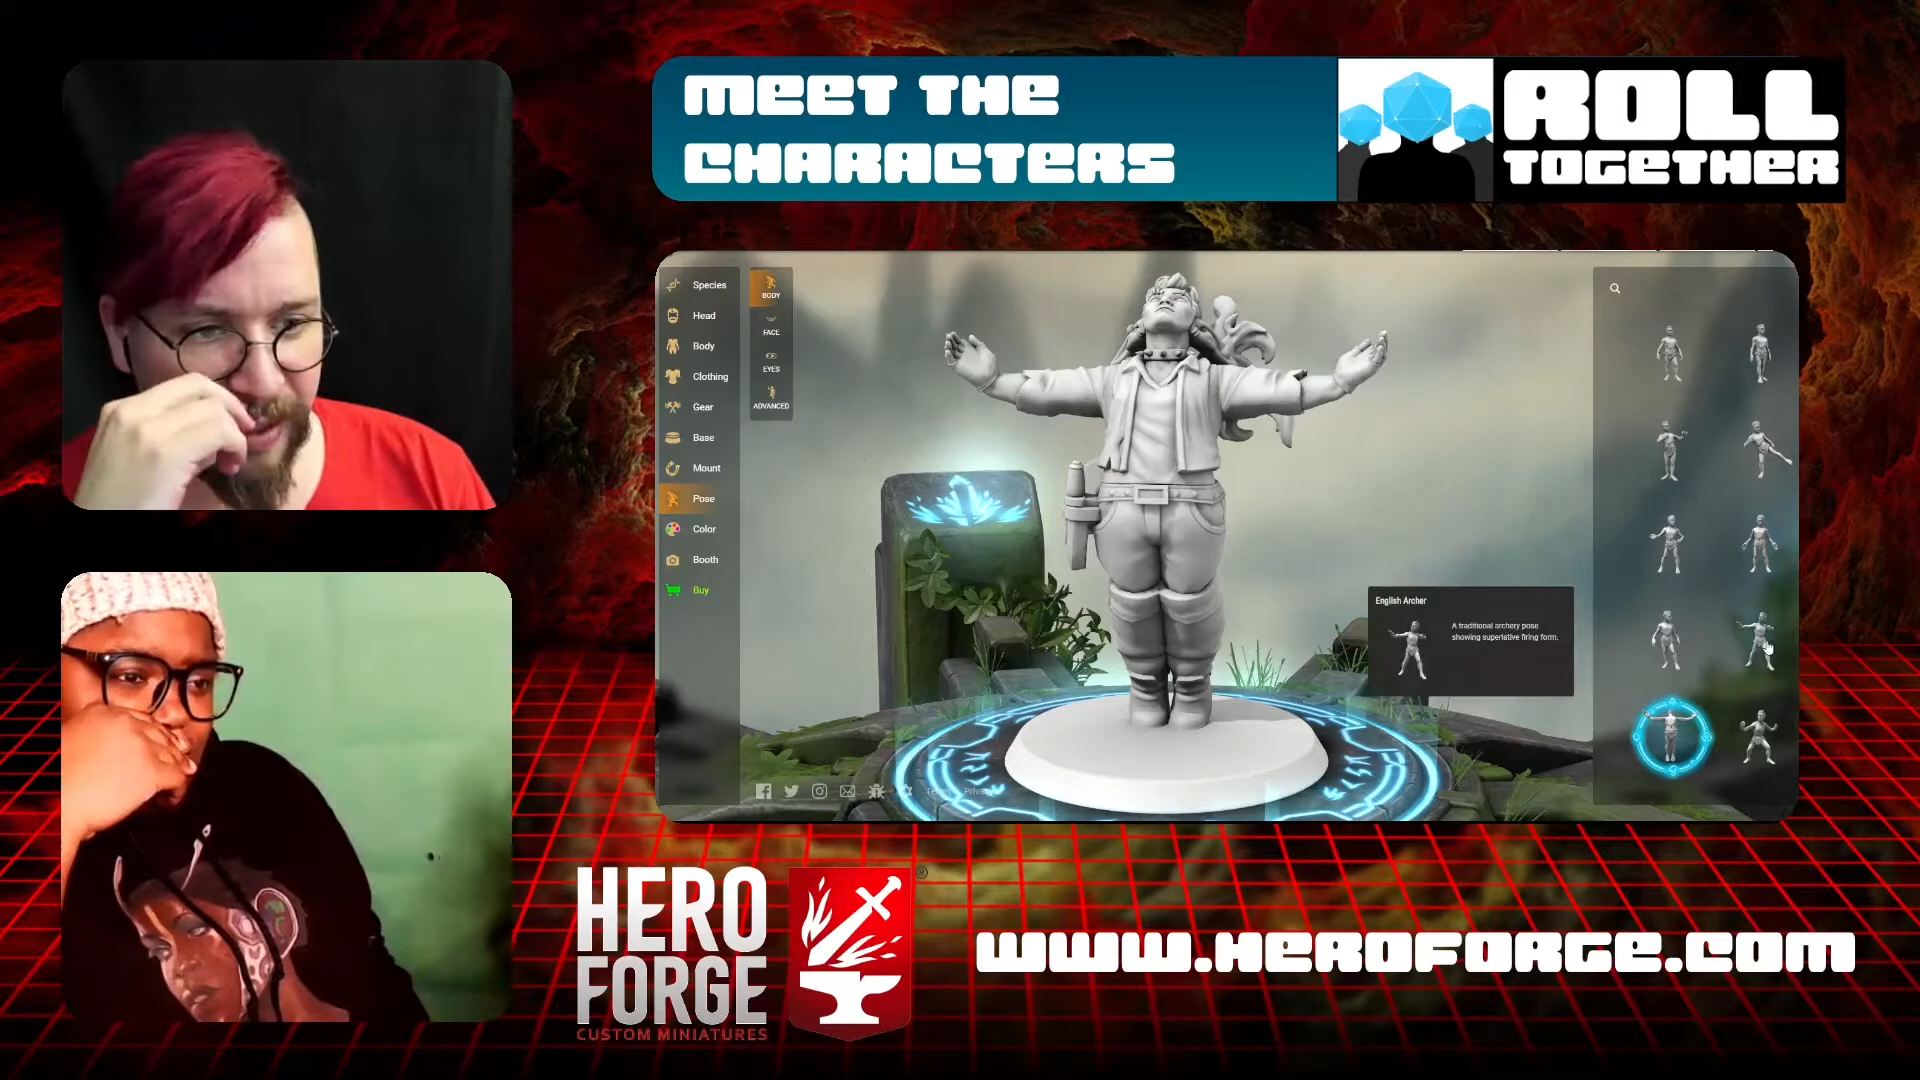 MEET THE
CHARACTERS
ROLL
TOGETHER
Species
Head
Body
Clothing
Gear
Base
Mount
Pose
Color
Booth
Buy
BODY
FACE
EYES
ADVANCED
English Archer
A traditional archery pose
showing superlative firing form.
HERO
FORGE
CUSTOM MINIATURES
®
www.heroforge.com